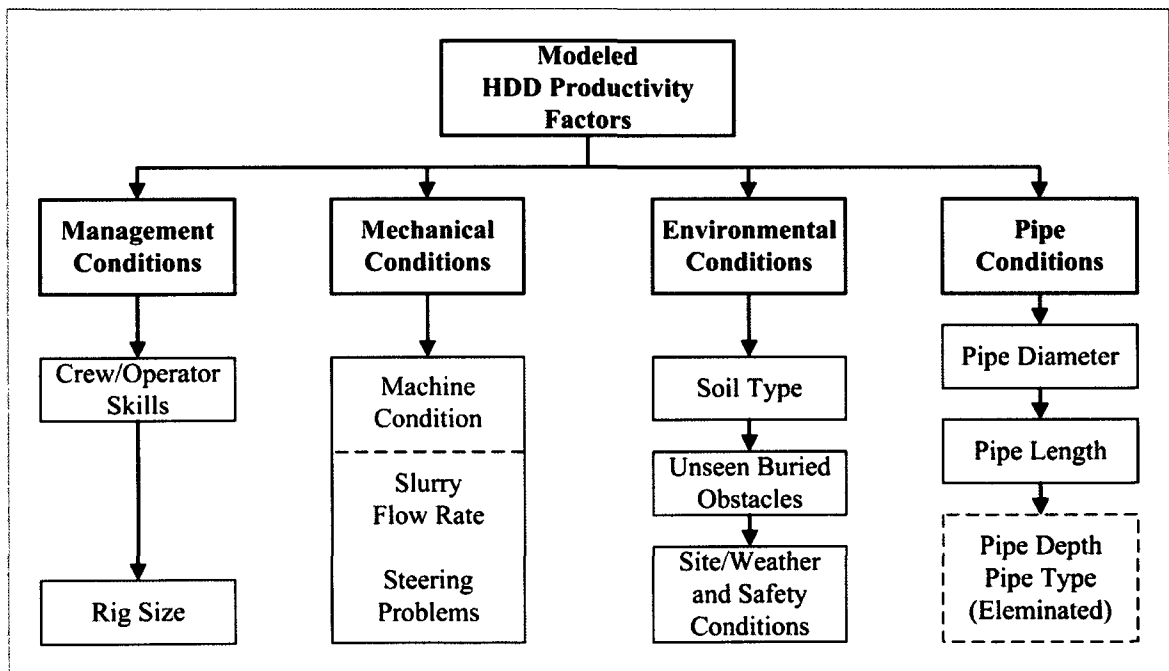 Modeled
HDD Productivity
Factors
Management
Conditions
Mechanical
Conditions
Environmental
Conditions
Pipe
Conditions
Crew/Operator
Skills
Rig Size
Machine
Condition
Slurry
Flow Rate
Steering
Problems
Soil Type
Unseen Buried
Obstacles
Site/Weather
and Safety
Conditions
Pipe Diameter
Pipe Length
Pipe Depth
Pipe Type
(Eleminated)